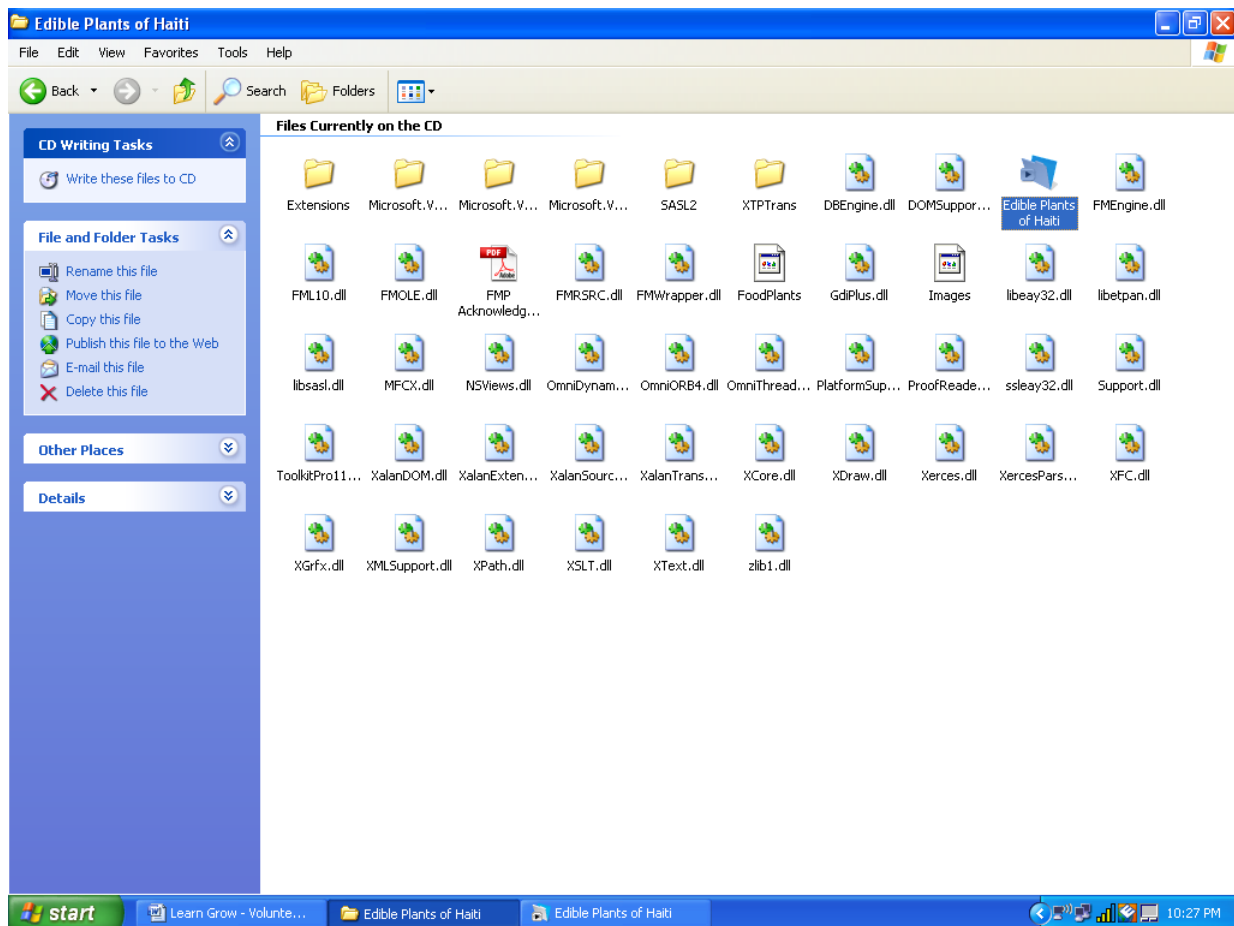 Edible Plants of Haiti
File Edit View Favorites Tools Help
Back Search Folders
Files Currently on the CD
CD Writing Tasks
Write these files to CD
File and Folder Tasks
Rename this file
Move this file
Copy this file
Publish this file to the Web
E-mail this file
Delete this file
Other Places
Details
Extensions Microsoft.V... Microsoft.V... Microsoft.V... SASL2 XTPTrans DBEngine.dll DOMSuppor... Edible Plants FMEngine.dll
of Haiti
FML10.dll FMOLE.dll FMP FMRSRC.dll FMWrapper.dll FoodPlants GdiPlus.dll Images libeay32.dll libetpan.dll
Acknowledg...
libsasl.dll MFCX.dll NSViews.dll OmniDynam... OmniORB4.dll OmniThread... PlatformSup... ProofReade... ssleay32.dll Support.dll
ToolkitPro11... XalanDOM.dll XalanExten... XalanSourc... XalanTrans... XCore.dll XDraw.dll Xerces.dll XercesPars... XFC.dll
XGrfx.dll XMLSupport.dll XPath.dll XSLT.dll XText.dll zlib1.dll
PDF
Adobe
start Learn Grow - Volunte... Edible Plants of Haiti Edible Plants of Haiti 10:27 PM